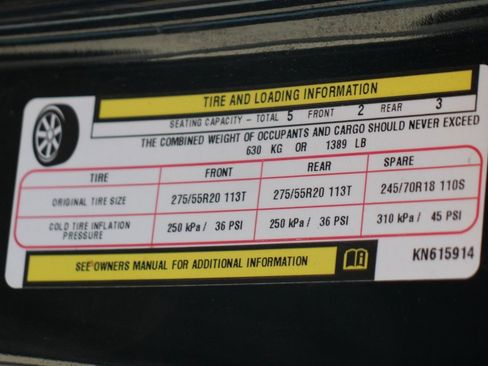 TIRE AND LOADING INFORMATION
SEATING CAPACITY - TOTAL 5 FRONT 2 REAR 3
THE COMBINED WEIGHT OF OCCUPANTS AND CARGO SHOULD NEVER EXCEED
630 KG OR 1389 LB
TIRE FRONT REAR SPARE
ORIGINAL TIRE SIZE 275/55R20 113T 275/55R20 113T 245/70R18 110S
COLD TIRE INFLATION PRESSURE 250 kPa / 36 PSI 250 kPa / 36 PSI 310 kPa / 45 PSI
SEE OWNERS MANUAL FOR ADDITIONAL INFORMATION KN615914